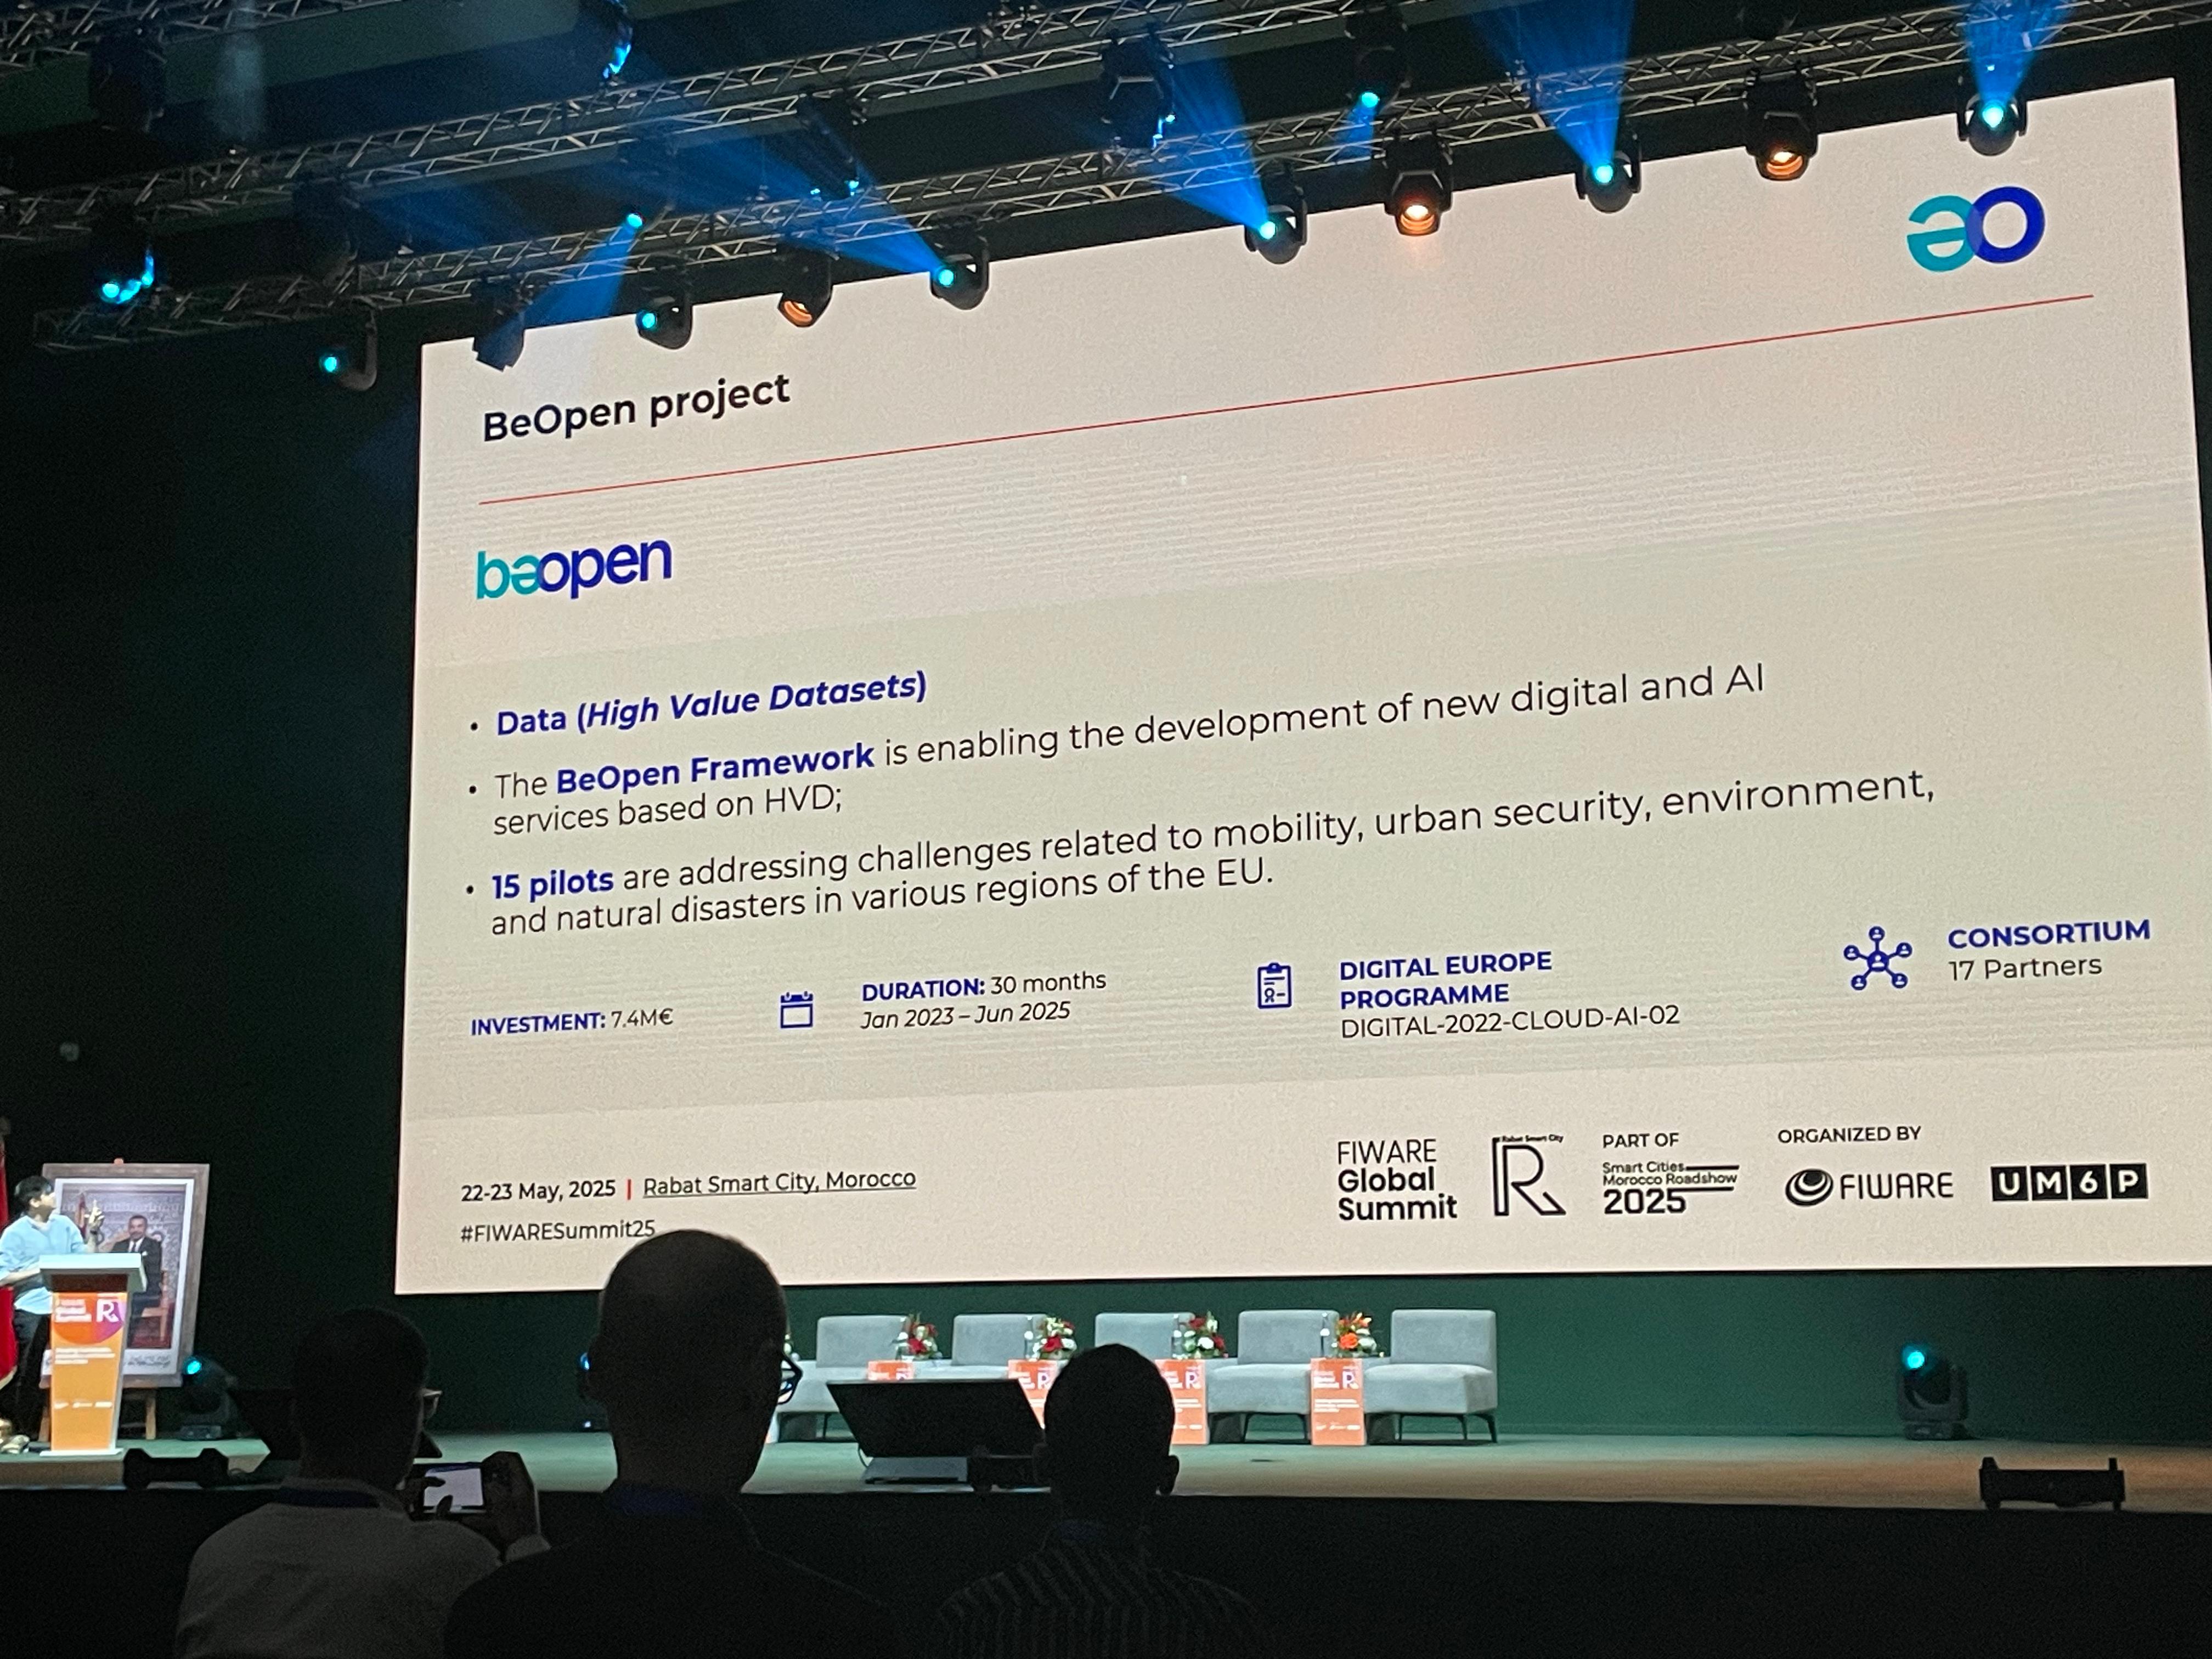 BeOpen project
beopen
• Data (High Value Datasets)
• The BeOpen Framework is enabling the development of new digital and AI
services based on HVD;
• 15 pilots are addressing challenges related to mobility, urban security, environment,
and natural disasters in various regions of the EU.
INVESTMENT: 7.4M€
DURATION: 30 months
Jan 2023 – Jun 2025
DIGITAL EUROPE
PROGRAMME
DIGITAL-2022-CLOUD-AI-02
CONSORTIUM
17 Partners
22-23 May, 2025 | Rabat Smart City, Morocco
#FIWARESummit25
FIWARE
Global
Summit
Rabat Smart City
R
PART OF
Smart Cities
Morocco Roadshow
2025
ORGANIZED BY
FIWARE
UM6P